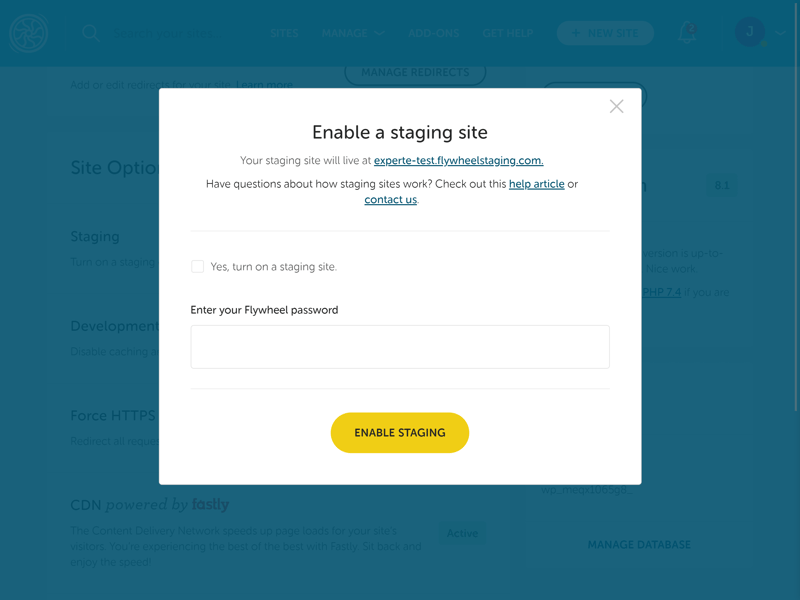 Search your sites
SITES
MANAGE
ADD-ONS
GET HELP
+ NEW SITE
2
J
Add or edit redirects for your site. Learn more
MANAGE REDIRECTS
Enable a staging site
Your staging site will live at experte-test.flywheelstaging.com.
Have questions about how staging sites work? Check out this help article or
contact us.
Yes, turn on a staging site.
Enter your Flywheel password
ENABLE STAGING
Site Optio
Staging
Turn on a staging
Development
Disable caching
Force HTTPS
Redirect all reques
CDN powered by fastly
The Content Delivery Network speeds up page loads for your site's
visitors. You're experiencing the best of the best with Fastly. Sit back and
enjoy the speed!
Active
8.1
version is up-to-
Nice work
PHP 7.4 if you are
MANAGE DATABASE